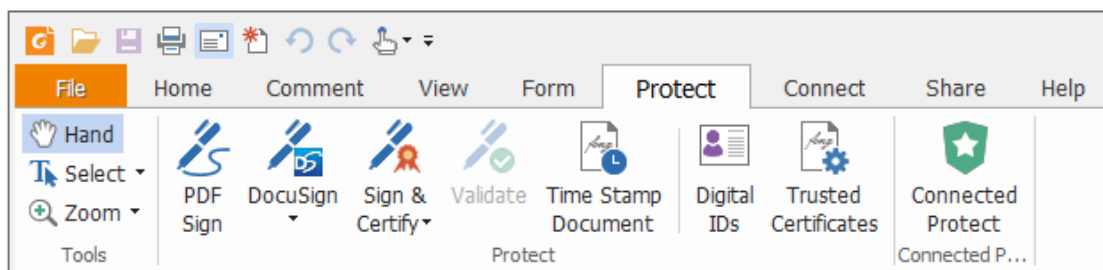 File Home Comment View Form Protect Connect Share Help
Hand
Select
Zoom
Tools
PDF
Sign
DocuSign
Sign &
Certify
Validate
Time Stamp
Document
Digital
IDs
Trusted
Certificates
Protect
Connected
Protect
Connected P...